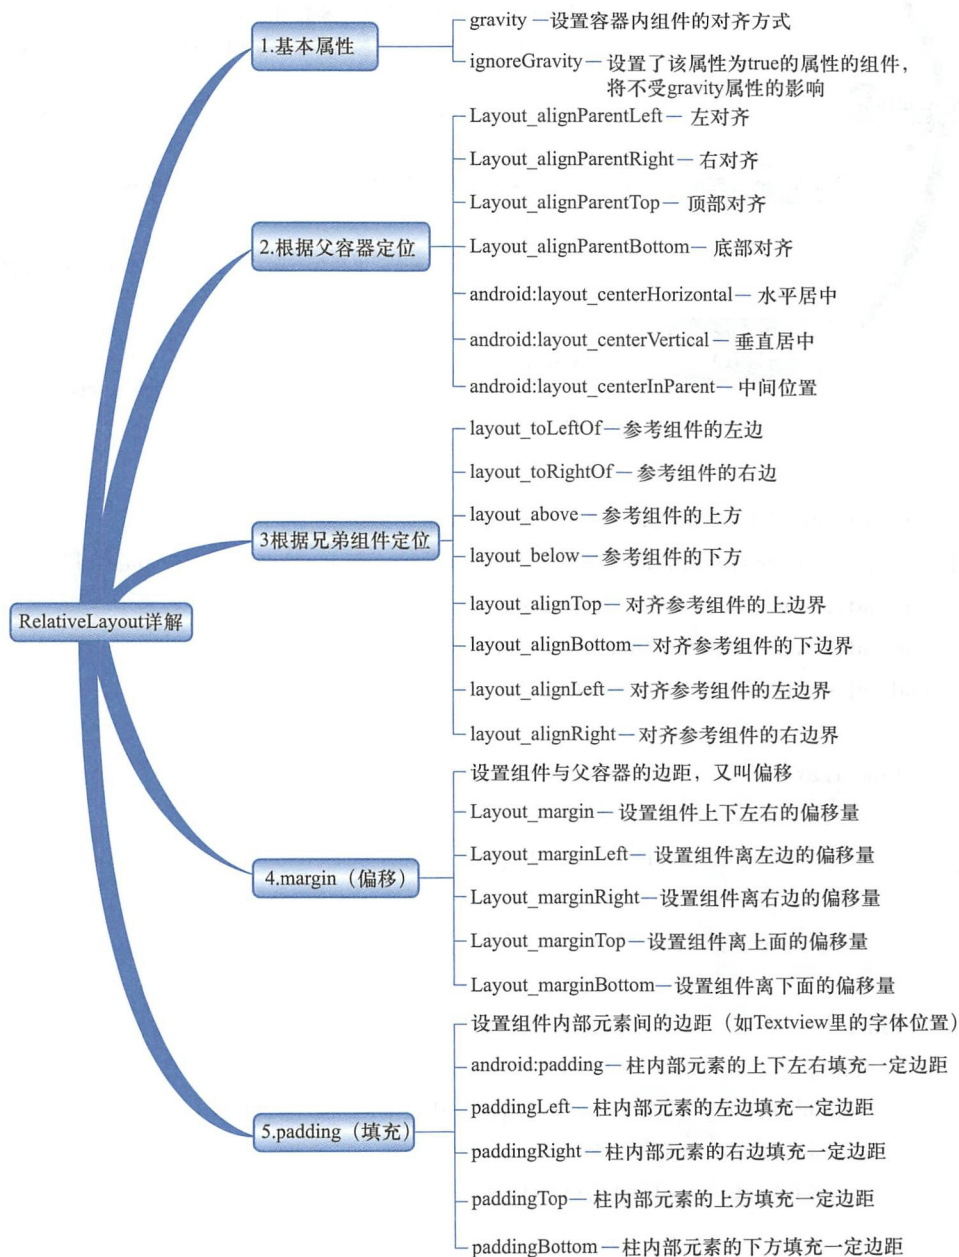 RelativeLayout详解
1.基本属性
gravity—设置容器内组件的对齐方式
ignoreGravity—设置了该属性为true的属性的组件，
将不受gravity属性的影响
2.根据父容器定位
Layout_alignParentLeft—左对齐
Layout_alignParentRight—右对齐
Layout_alignParentTop—顶部对齐
Layout_alignParentBottom—底部对齐
android:layout_centerHorizontal—水平居中
android:layout_centerVertical—垂直居中
android:layout_centerInParent—中间位置
3根据兄弟组件定位
layout_toLeftOf—参考组件的左边
layout_toRightOf—参考组件的右边
layout_above—参考组件的上方
layout_below—参考组件的下方
layout_alignTop—对齐参考组件的上边界
layout_alignBottom—对齐参考组件的下边界
layout_alignLeft—对齐参考组件的左边界
layout_alignRight—对齐参考组件的右边界
4.margin（偏移）
设置组件与父容器的边距，又叫偏移
Layout_margin—设置组件上下左右的偏移量
Layout_marginLeft—设置组件离左边的偏移量
Layout_marginRight—设置组件离右边的偏移量
Layout_marginTop—设置组件离上面的偏移量
Layout_marginBottom—设置组件离下面的偏移量
5.padding（填充）
设置组件内部元素间的边距（如Textview里的字体位置）
android:padding—柱内部元素的上下左右填充一定边距
paddingLeft—柱内部元素的左边填充一定边距
paddingRight—柱内部元素的右边填充一定边距
paddingTop—柱内部元素的上方填充一定边距
paddingBottom—柱内部元素的下方填充一定边距